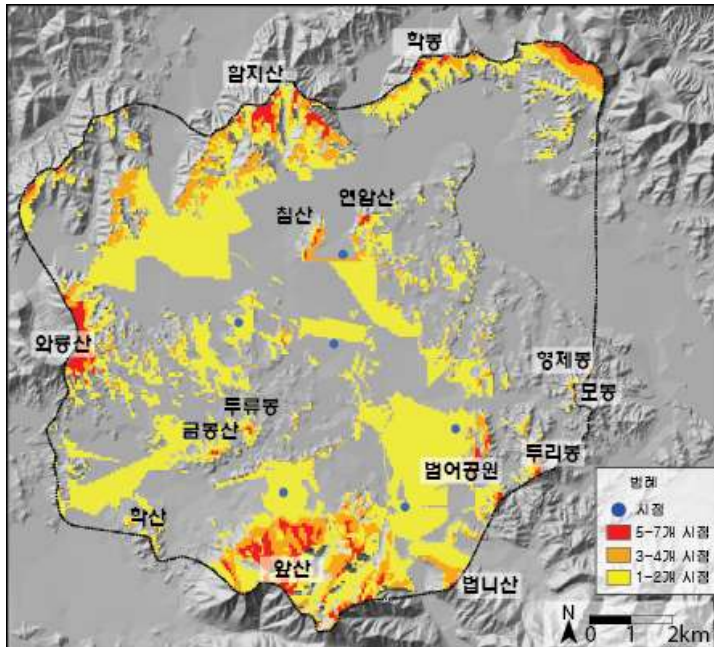 학봉
함지산
연암산
침산
와룡산
형제봉
모봉
두류봉
금봉산
두리봉
범어공원
학산
앞산
법니산
범례
시점
5-7개 시점
3-4개 시점
1-2개 시점
N
0 1 2km